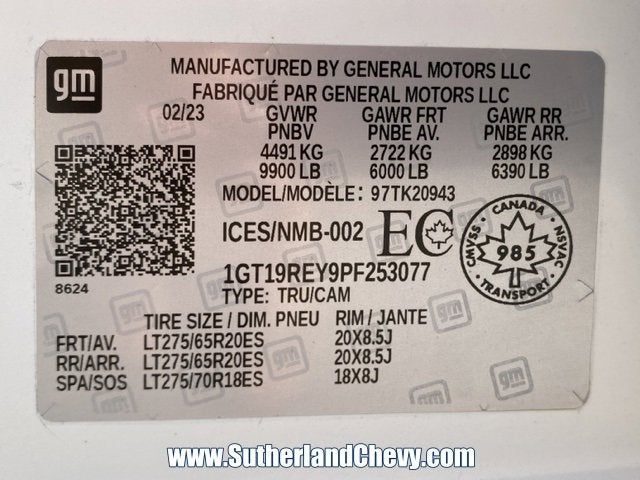 gm
MANUFACTURED BY GENERAL MOTORS LLC
FABRIQUÉ PAR GENERAL MOTORS LLC
02/23 GVWR GAWR FRT GAWR RR
PNBV PNBE AV. PNBE ARR.
4491 KG 2722 KG 2898 KG
9900 LB 6000 LB 6390 LB
MODEL/MODÈLE: 97TK20943
ICES/NMB-002 EC
CANADA
CMVSS 985 NSVAC
TRANSPORT
1GT19REY9PF253077
8624
TYPE: TRU/CAM
TIRE SIZE / DIM. PNEU RIM / JANTE
FRT/AV. LT275/65R20ES 20X8.5J
RR/ARR. LT275/65R20ES 20X8.5J
SPA/SOS LT275/70R18ES 18X8J
www.SutherlandChevy.com